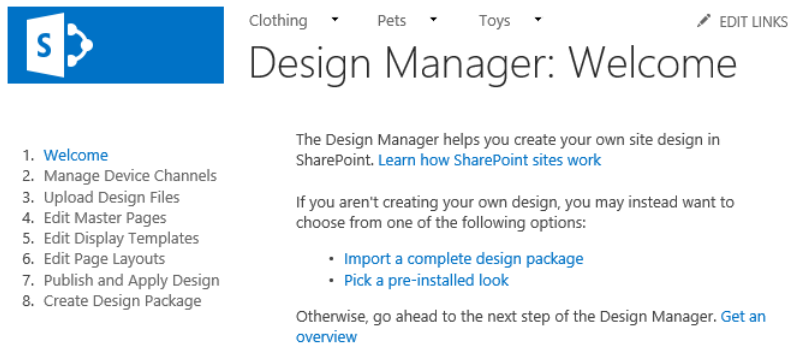 S
Clothing Pets Toys EDIT LINKS
Design Manager: Welcome
1. Welcome
2. Manage Device Channels
3. Upload Design Files
4. Edit Master Pages
5. Edit Display Templates
6. Edit Page Layouts
7. Publish and Apply Design
8. Create Design Package
The Design Manager helps you create your own site design in
SharePoint. Learn how SharePoint sites work
If you aren't creating your own design, you may instead want to
choose from one of the following options:
• Import a complete design package
• Pick a pre-installed look
Otherwise, go ahead to the next step of the Design Manager. Get an
overview